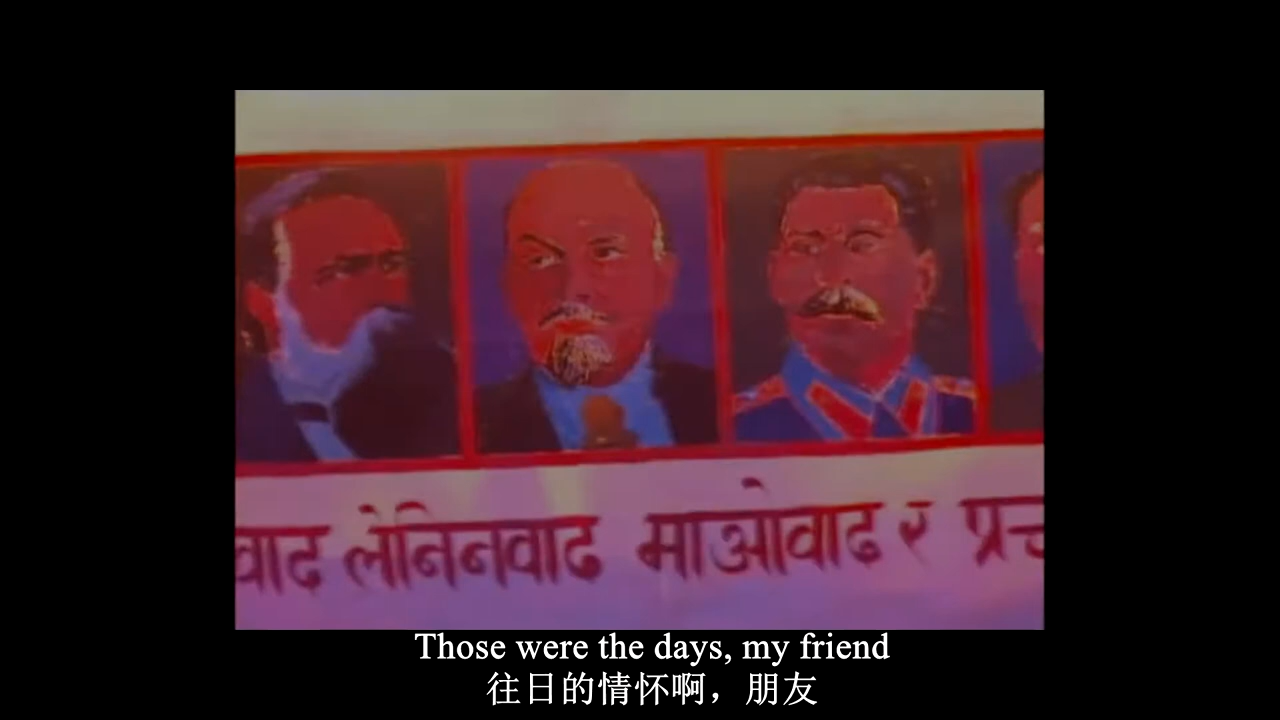 वाद लेनिनवाद माओवाद र प्रच
Those were the days, my friend
往日的情怀啊，朋友